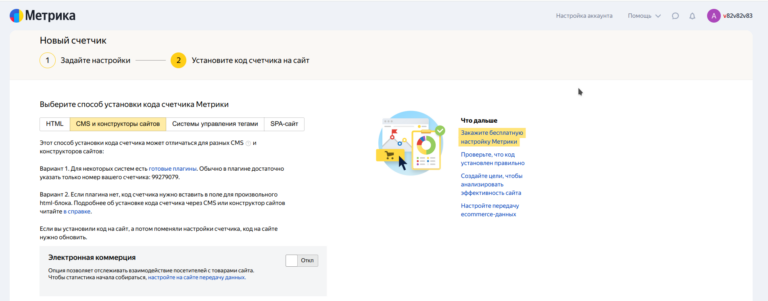 Метрика
Настройка аккаунта
Помощь
A
v82v82v83
Новый счетчик
1
Задайте настройки
2
Установите код счетчика на сайт
Выберите способ установки кода счетчика Метрики
HTML
CMS и конструкторы сайтов
Системы управления тегами
SPA-сайт
Этот способ установки кода счетчика может отличаться для разных CMS и
конструкторов сайтов:
Вариант 1. Для некоторых систем есть готовые плагины. Обычно в плагине достаточно
указать только номер вашего счетчика: 99279079.
Вариант 2. Если плагина нет, код счетчика нужно вставить в поле для произвольного
html-блока. Подробнее об установке кода счетчика через CMS или конструктор сайтов
читайте в справке.
Если вы установили код на сайт, а потом поменяли настройки счетчика, код на сайте
нужно обновить.
Электронная коммерция
Опция позволяет отслеживать взаимодействие посетителей с товарами сайта.
Чтобы статистика начала собираться, настройте на сайте передачу данных.
Откл
Что дальше
Закажите бесплатную
настройку Метрики
Проверьте, что код
установлен правильно
Создайте цели, чтобы
анализировать
эффективность сайта
Настройте передачу
ecommerce-данных